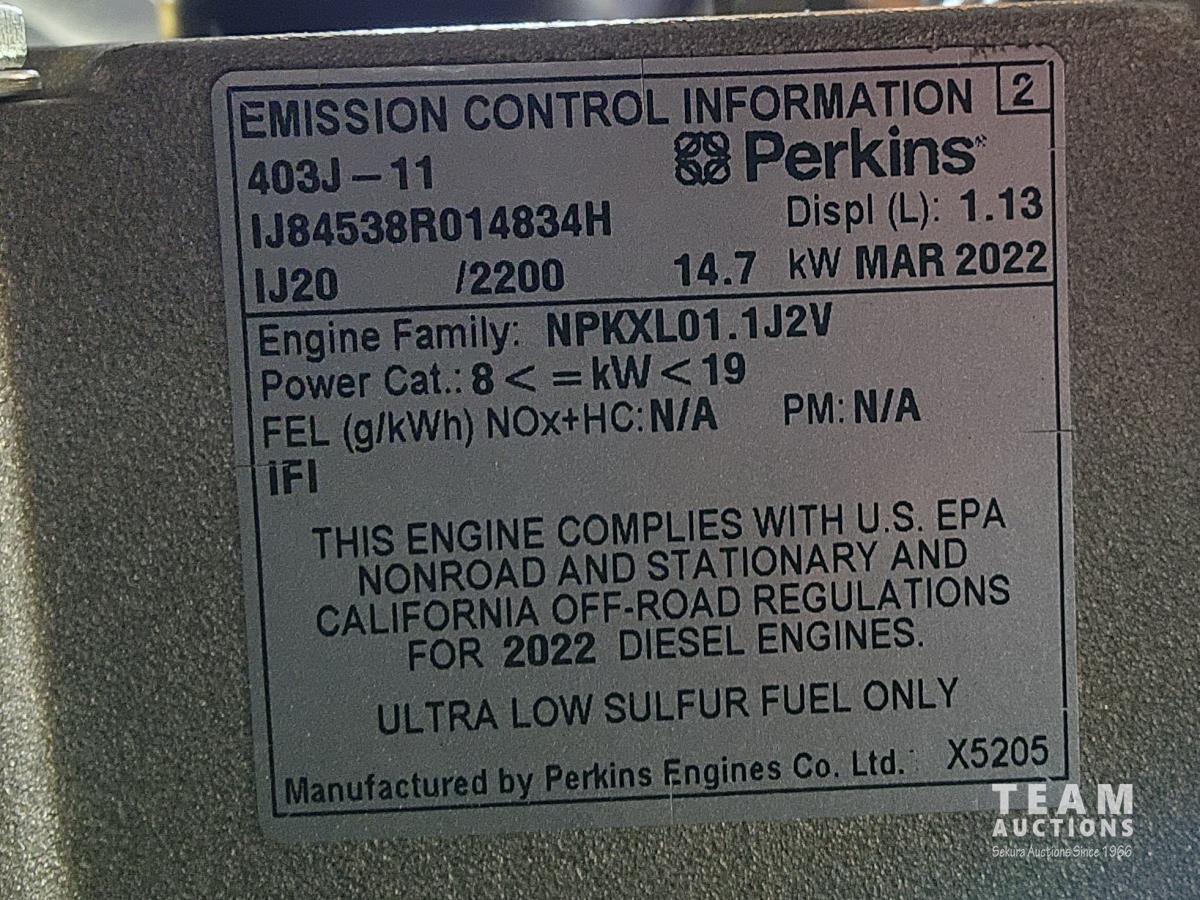 EMISSION CONTROL INFORMATION 2
403J-11 Perkins
IJ84538R014834H Displ (L): 1.13
IJ20 /2200 14.7 kW MAR 2022
Engine Family: NPKXL01.1J2V
Power Cat.: 8 < = kW < 19
FEL (g/kWh) NOx+HC: N/A PM: N/A
iFI
THIS ENGINE COMPLIES WITH U.S. EPA
NONROAD AND STATIONARY AND
CALIFORNIA OFF-ROAD REGULATIONS
FOR 2022 DIESEL ENGINES.
ULTRA LOW SULFUR FUEL ONLY
Manufactured by Perkins Engines Co. Ltd. X5205
TEAM
AUCTIONS
Sekura Auctions Since 1966